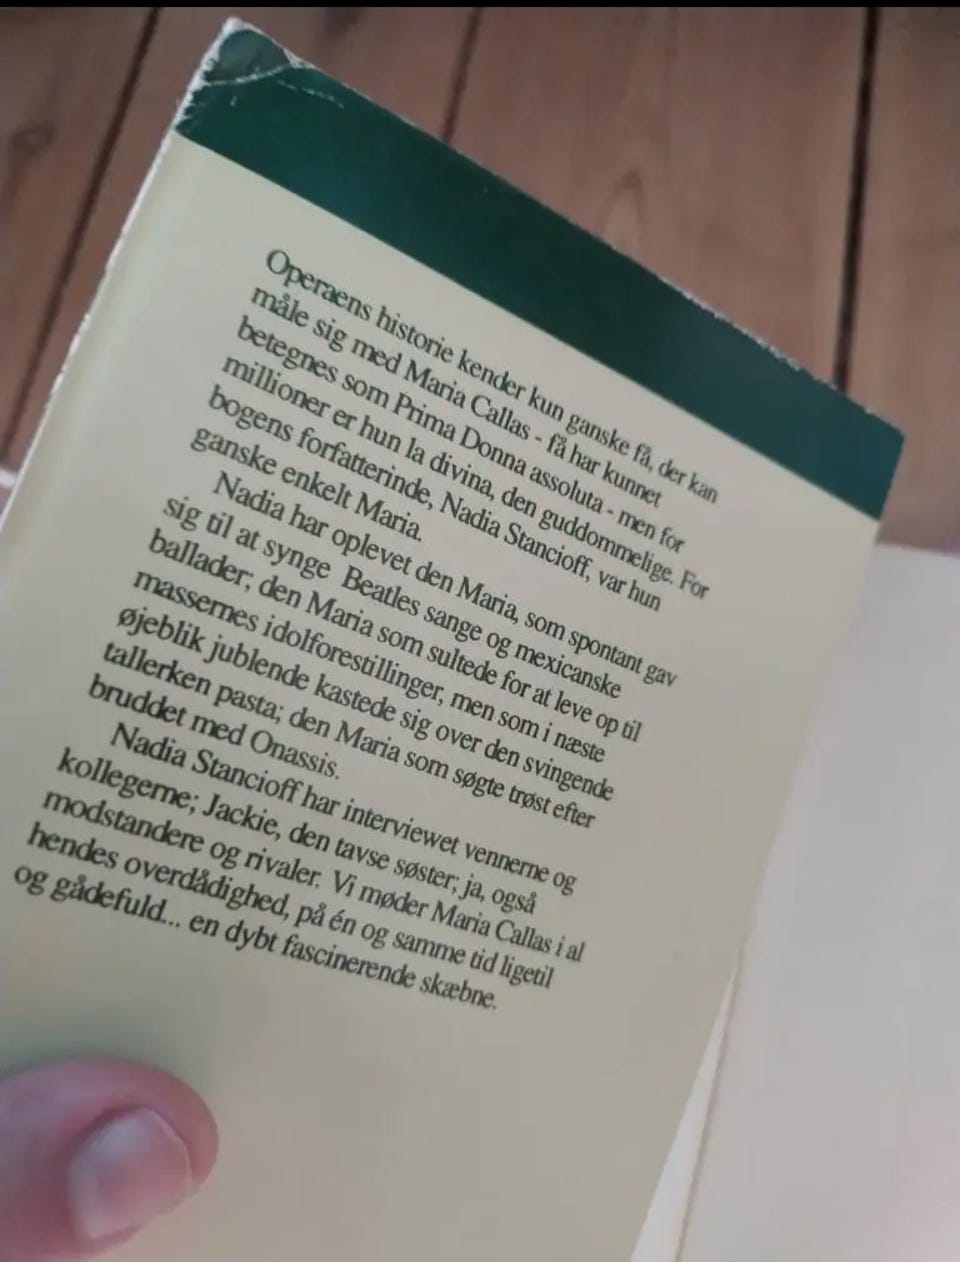 Operaens historie kender kun ganske få, der kan
måle sig med Maria Callas - få har kunnet
betegnes som Prima Donna assoluta - men for
millioner er hun la divina, den guddommelige. For
bogens forfatterinde, Nadia Stancioff, var hun
ganske enkelt Maria.
Nadia har oplevet den Maria, som spontant gav
sig til at synge Beatles sange og mexicanske
ballader; den Maria som sultede for at leve op til
massernes idolforestillinger, men som i næste
øjeblik jublende kastede sig over den svingende
tallerken pasta; den Maria som søgte trøst efter
bruddet med Onassis.
Nadia Stancioff har interviewet vennerne og
kollegerne; Jackie, den tavse søster; ja, også
modstandere og rivaler. Vi møder Maria Callas i al
hendes overdådighed, på én og samme tid ligetil
og gådefuld... en dybt fascinerende skæbne.